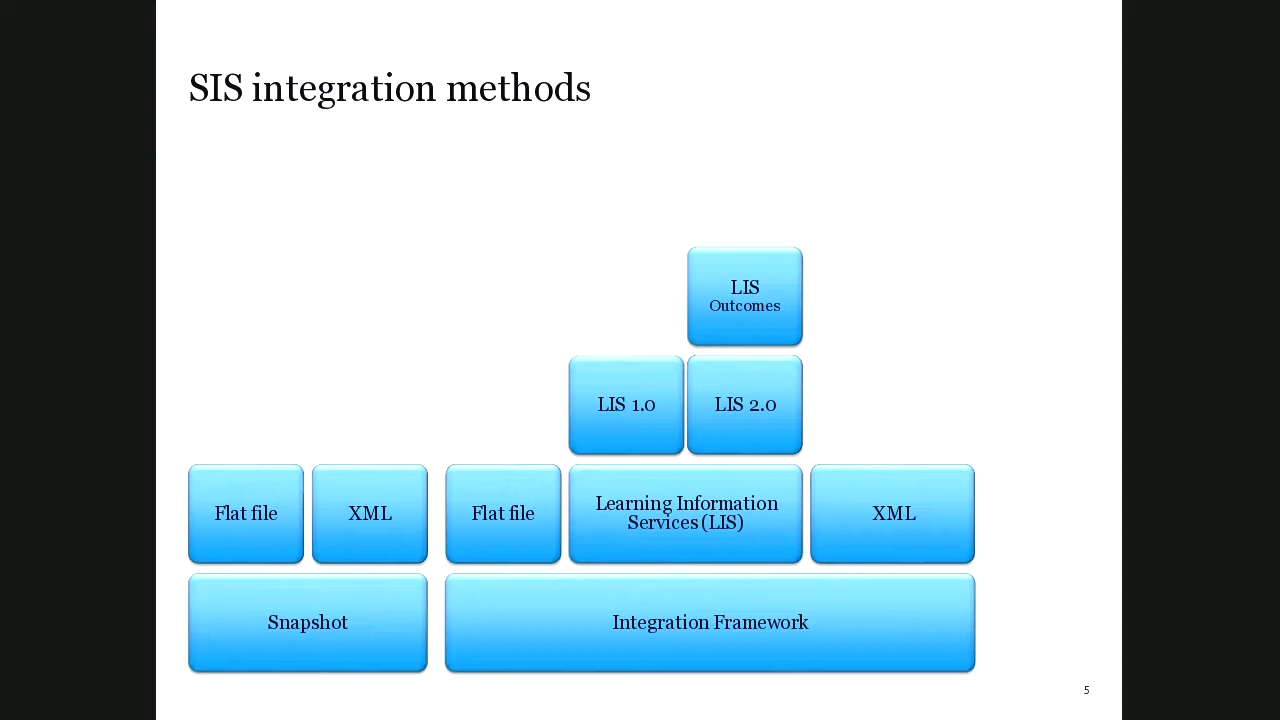 SIS integration methods
LIS
Outcomes
LIS 1.0
LIS 2.0
Flat file
XML
Flat file
Learning Information
Services (LIS)
XML
Snapshot
Integration Framework
5